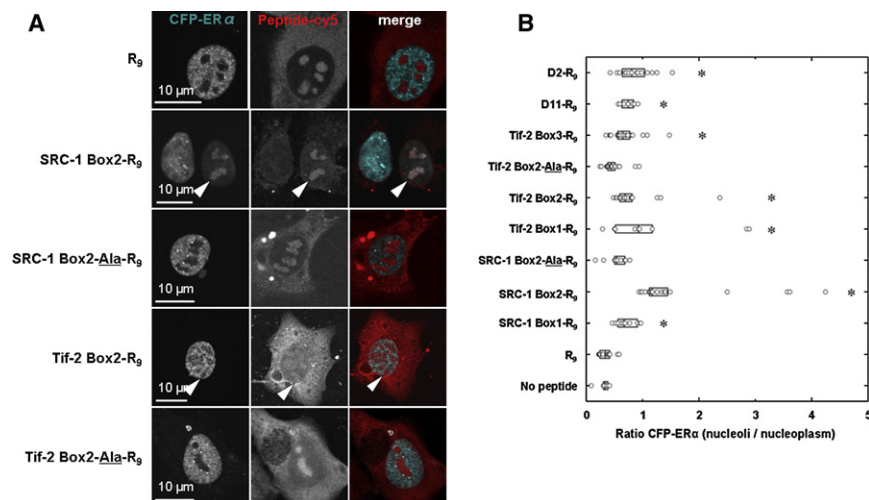 A
CFP-ERα Peptide-cy5 merge
R9
10 µm
SRC-1 Box2-R9
10 µm
SRC-1 Box2-Ala-R9
10 µm
Tif-2 Box2-R9
10 µm
Tif-2 Box2-Ala-R9
10 µm
B
D2-R9 *
D11-R9 *
Tif-2 Box3-R9 *
Tif-2 Box2-Ala-R9
Tif-2 Box2-R9 *
Tif-2 Box1-R9 *
SRC-1 Box2-Ala-R9
SRC-1 Box2-R9 *
SRC-1 Box1-R9 *
R9
No peptide
0 1 2 3 4 5
Ratio CFP-ERα (nucleoli / nucleoplasm)